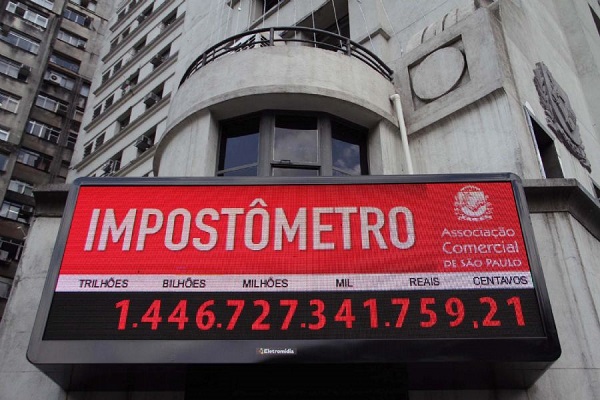 IMPOSTÔMETRO
Associação
Comercial
DE SÃO PAULO
TRILHÕES BILHÕES MILHÕES MIL REAIS CENTAVOS
1.446.727.341.759,21
Eletromidia